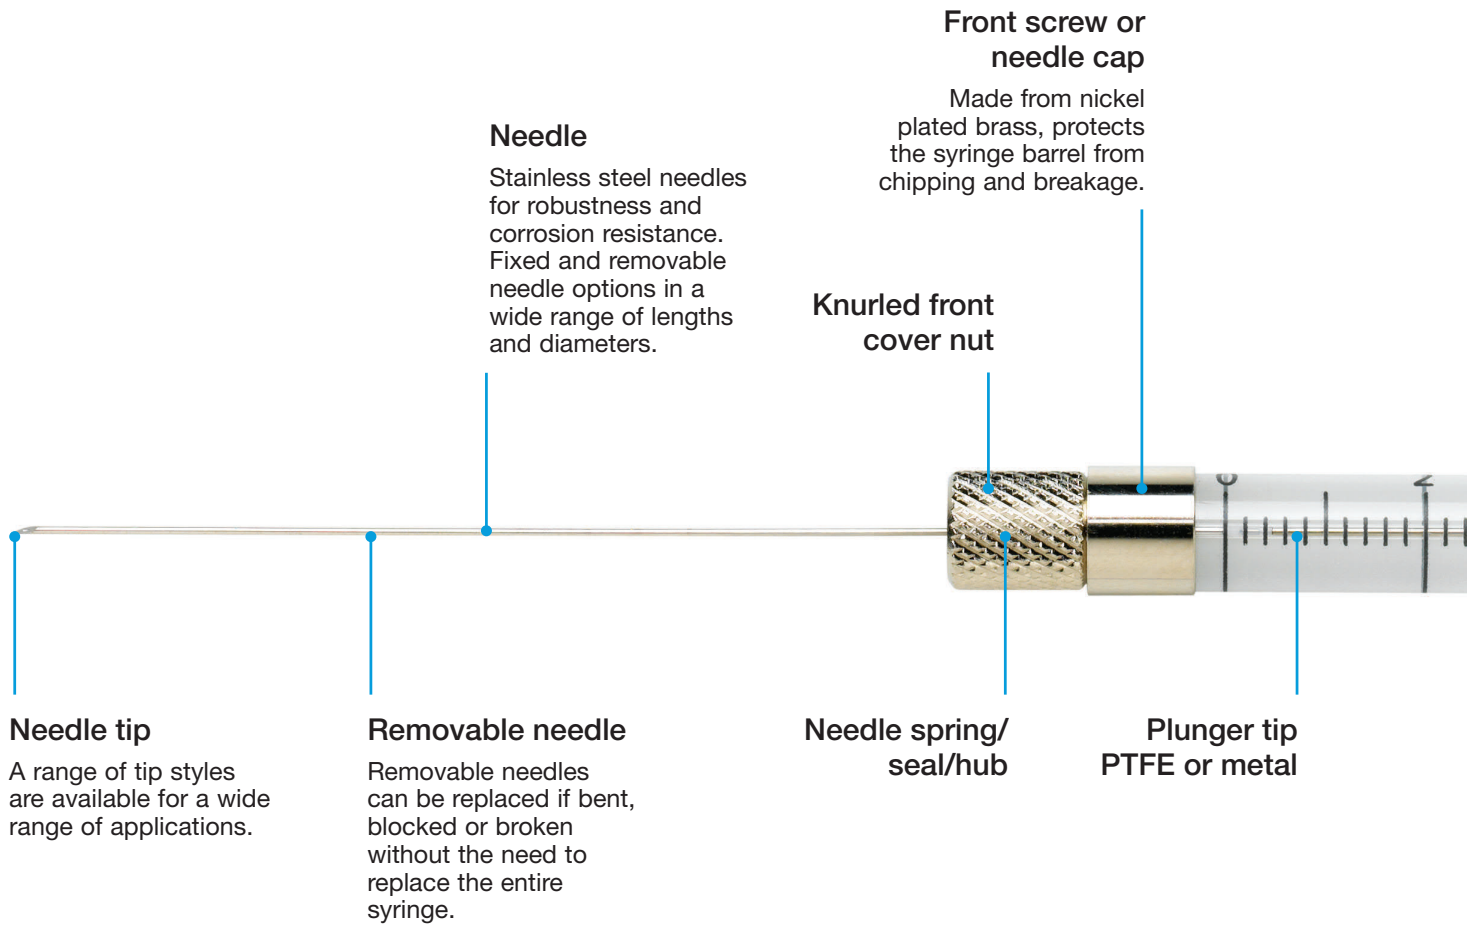 Front screw or
needle cap
Made from nickel
plated brass, protects
the syringe barrel from
chipping and breakage.
Needle
Stainless steel needles
for robustness and
corrosion resistance.
Fixed and removable
needle options in a
wide range of lengths
and diameters.
Knurled front
cover nut
0
2
Needle tip
A range of tip styles
are available for a wide
range of applications.
Removable needle
Removable needles
can be replaced if bent,
blocked or broken
without the need to
replace the entire
syringe.
Needle spring/
seal/hub
Plunger tip
PTFE or metal